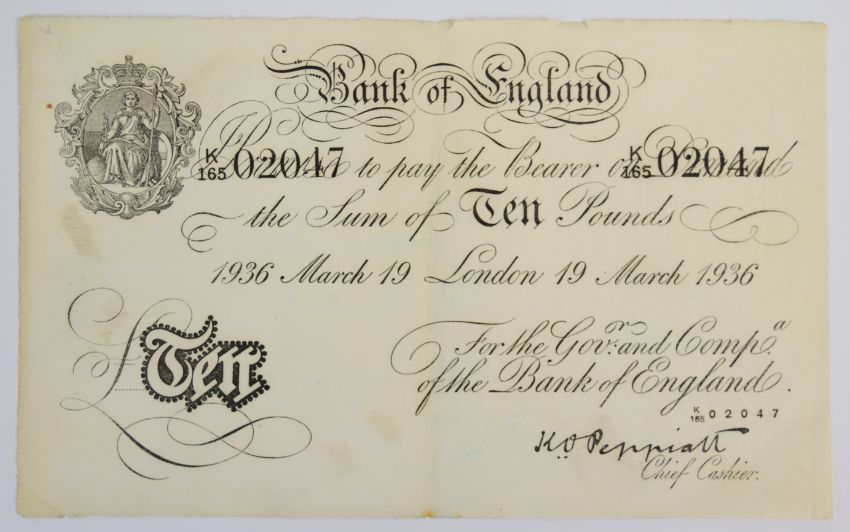 Bank of England
K/165 02047 to pay the Bearer on K/165 02047
the Sum of Ten Pounds
1936 March 19 London 19 March 1936
£ Ten
For the Govr. and Compa.
of the Bank of England.
K/165 02047
K.O. Peppiatt
Chief Cashier.